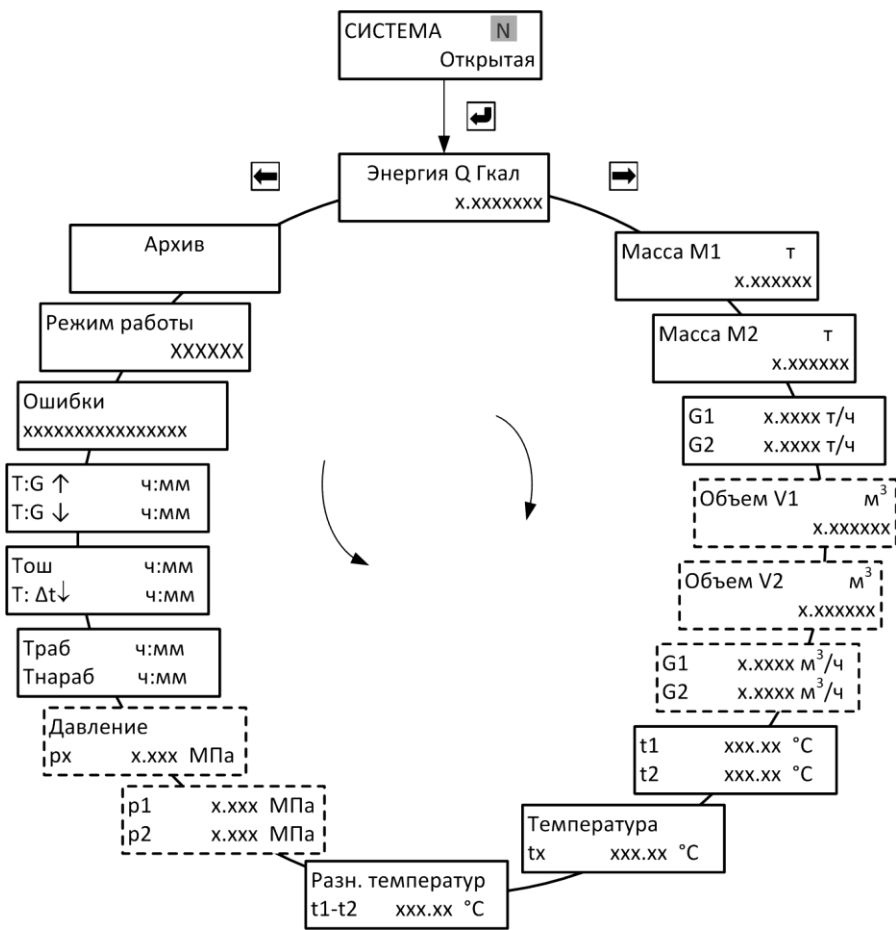 СИСТЕМА N
Открытая
Энергия Q Гкал
x.xxxxxxx
Масса M1 т
x.xxxxxx
Масса M2 т
x.xxxxxx
G1 x.xxxx т/ч
G2 x.xxxx т/ч
Объем V1 м³
x.xxxxxx
Объем V2 м³
x.xxxxxx
G1 x.xxxx м³/ч
G2 x.xxxx м³/ч
t1 xxx.xx °C
t2 xxx.xx °C
Температура
tx xxx.xx °C
Разн. температур
t1-t2 xxx.xx °C
p1 x.xxx МПа
p2 x.xxx МПа
Давление
px x.xxx МПа
Траб ч:мм
Тнараб ч:мм
Тош ч:мм
T: Δt↓ ч:мм
T:G ↑ ч:мм
T:G ↓ ч:мм
Ошибки
xxxxxxxxxxxxxxxx
Режим работы
XXXXXX
Архив